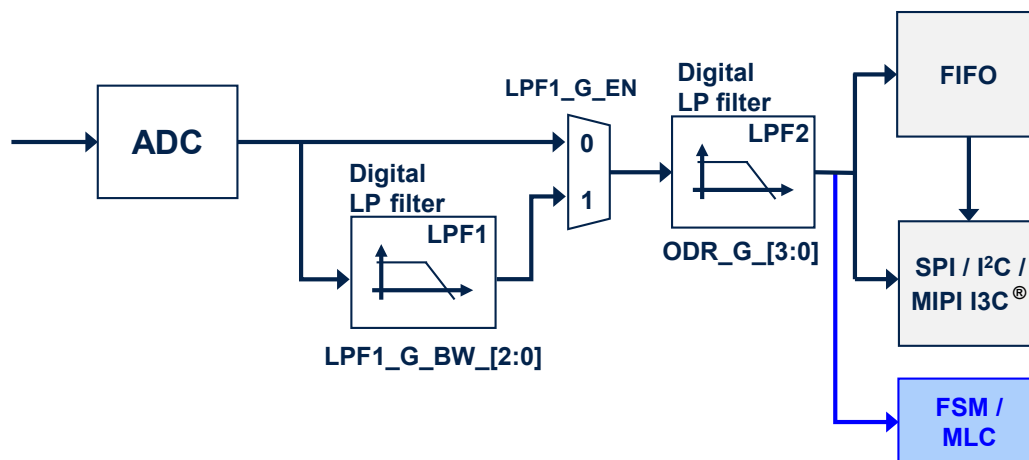 ADC
Digital
LP filter
LPF1
LPF1_G_BW_[2:0]
LPF1_G_EN
0
1
Digital
LP filter
LPF2
ODR_G_[3:0]
FIFO
SPI / I²C /
MIPI I3C®
FSM /
MLC